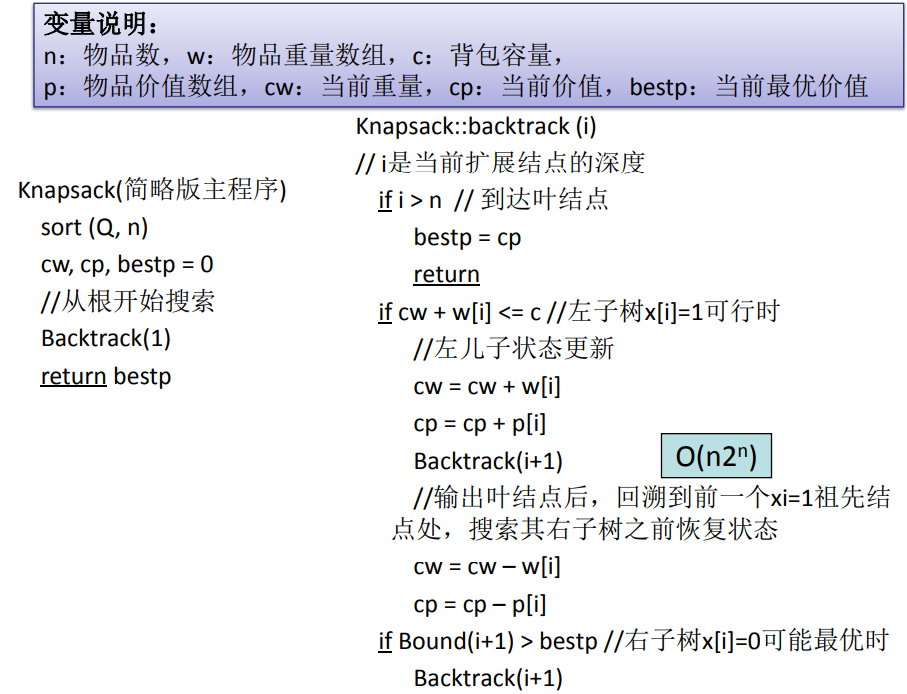 变量说明：
n：物品数，w：物品重量数组，c：背包容量，
p：物品价值数组，cw：当前重量，cp：当前价值，bestp：当前最优价值
Knapsack(简略版主程序)
sort (Q, n)
cw, cp, bestp = 0
//从根开始搜索
Backtrack(1)
return bestp
Knapsack::backtrack (i)
// i是当前扩展结点的深度
if i > n // 到达叶结点
bestp = cp
return
if cw + w[i] <= c //左子树x[i]=1可行时
//左儿子状态更新
cw = cw + w[i]
cp = cp + p[i]
Backtrack(i+1)
O(n2ⁿ)
//输出叶结点后，回溯到前一个xi=1祖先结
点处，搜索其右子树之前恢复状态
cw = cw – w[i]
cp = cp – p[i]
if Bound(i+1) > bestp //右子树x[i]=0可能最优时
Backtrack(i+1)